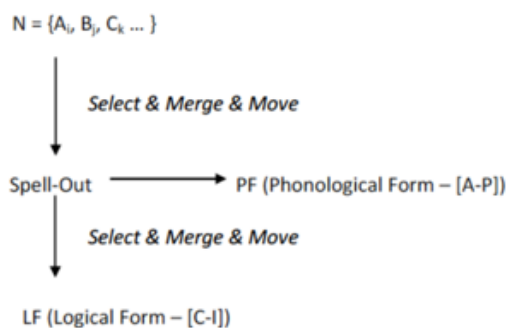 N = {Aᵢ, Bⱼ, Cₖ ... }
Select & Merge & Move
Spell-Out
PF (Phonological Form – [A-P])
Select & Merge & Move
LF (Logical Form – [C-I])